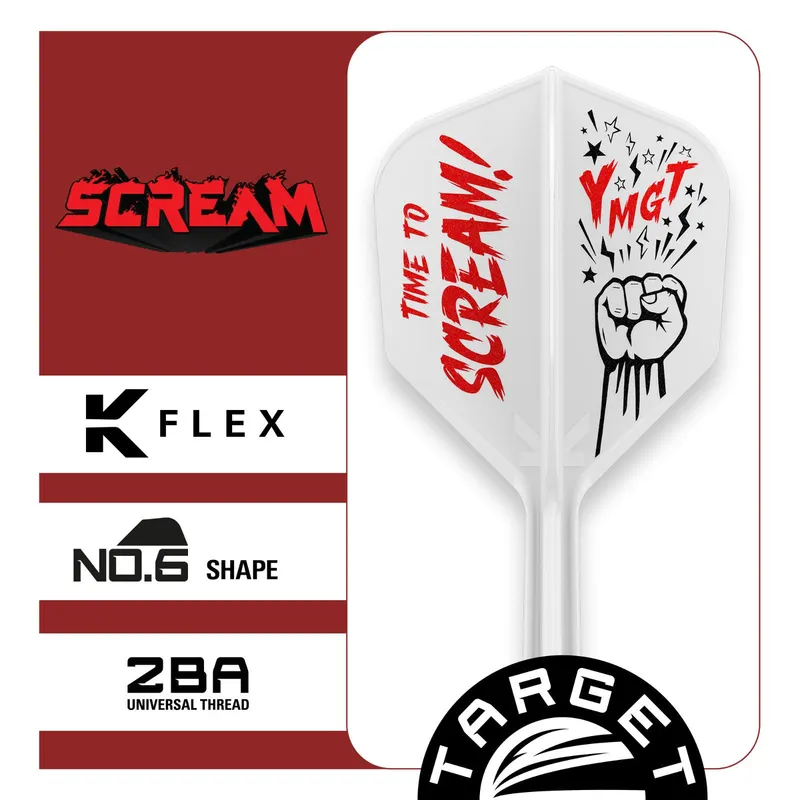 SCREAM
K FLEX
NO.6 SHAPE
2BA
UNIVERSAL THREAD
TIME TO
SCREAM!
YMGT
TARGET